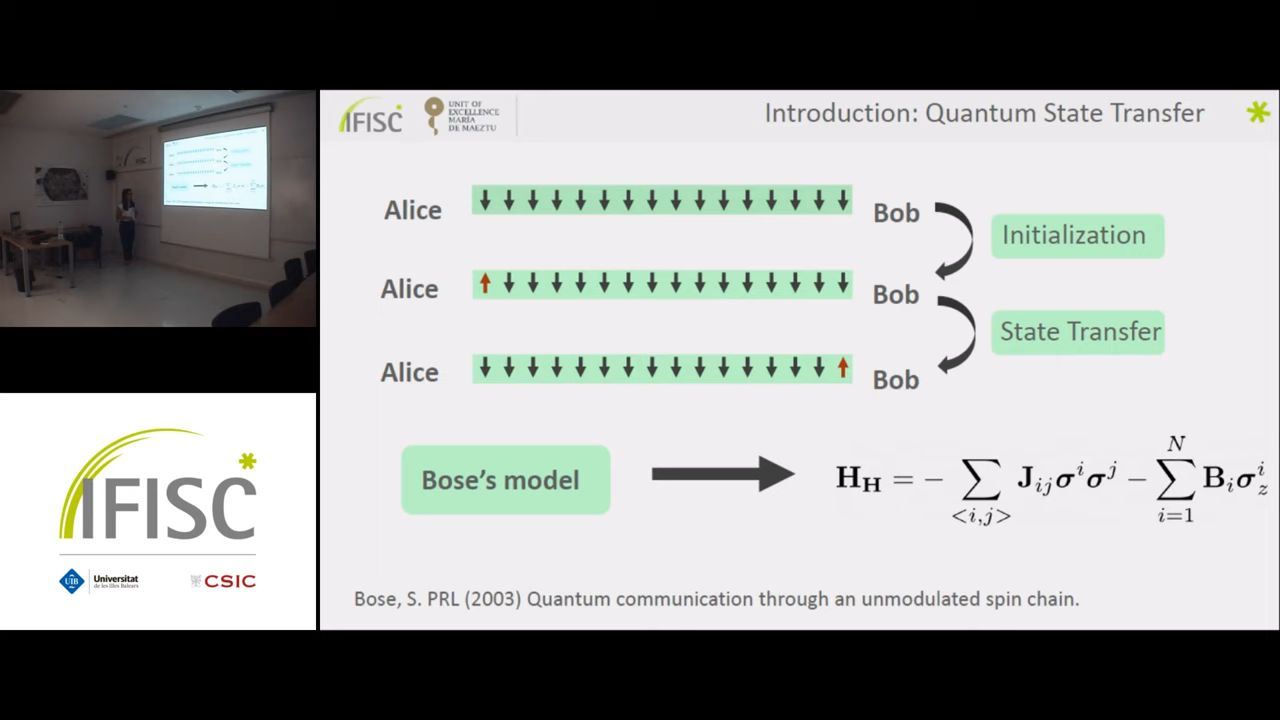 IFISC
UNIT OF
EXCELLENCE
MARÍA
DE MAEZTU
Introduction: Quantum State Transfer
Alice
Bob
Initialization
Alice
Bob
State Transfer
Alice
Bob
Bose's model
H_H = − ∑_{<i,j>} J_{ij} σ^i σ^j − ∑_{i=1}^{N} B_i σ_z^i
Bose, S. PRL (2003) Quantum communication through an unmodulated spin chain.
IFISC
UIB
Universitat
de les Illes Balears
CSIC